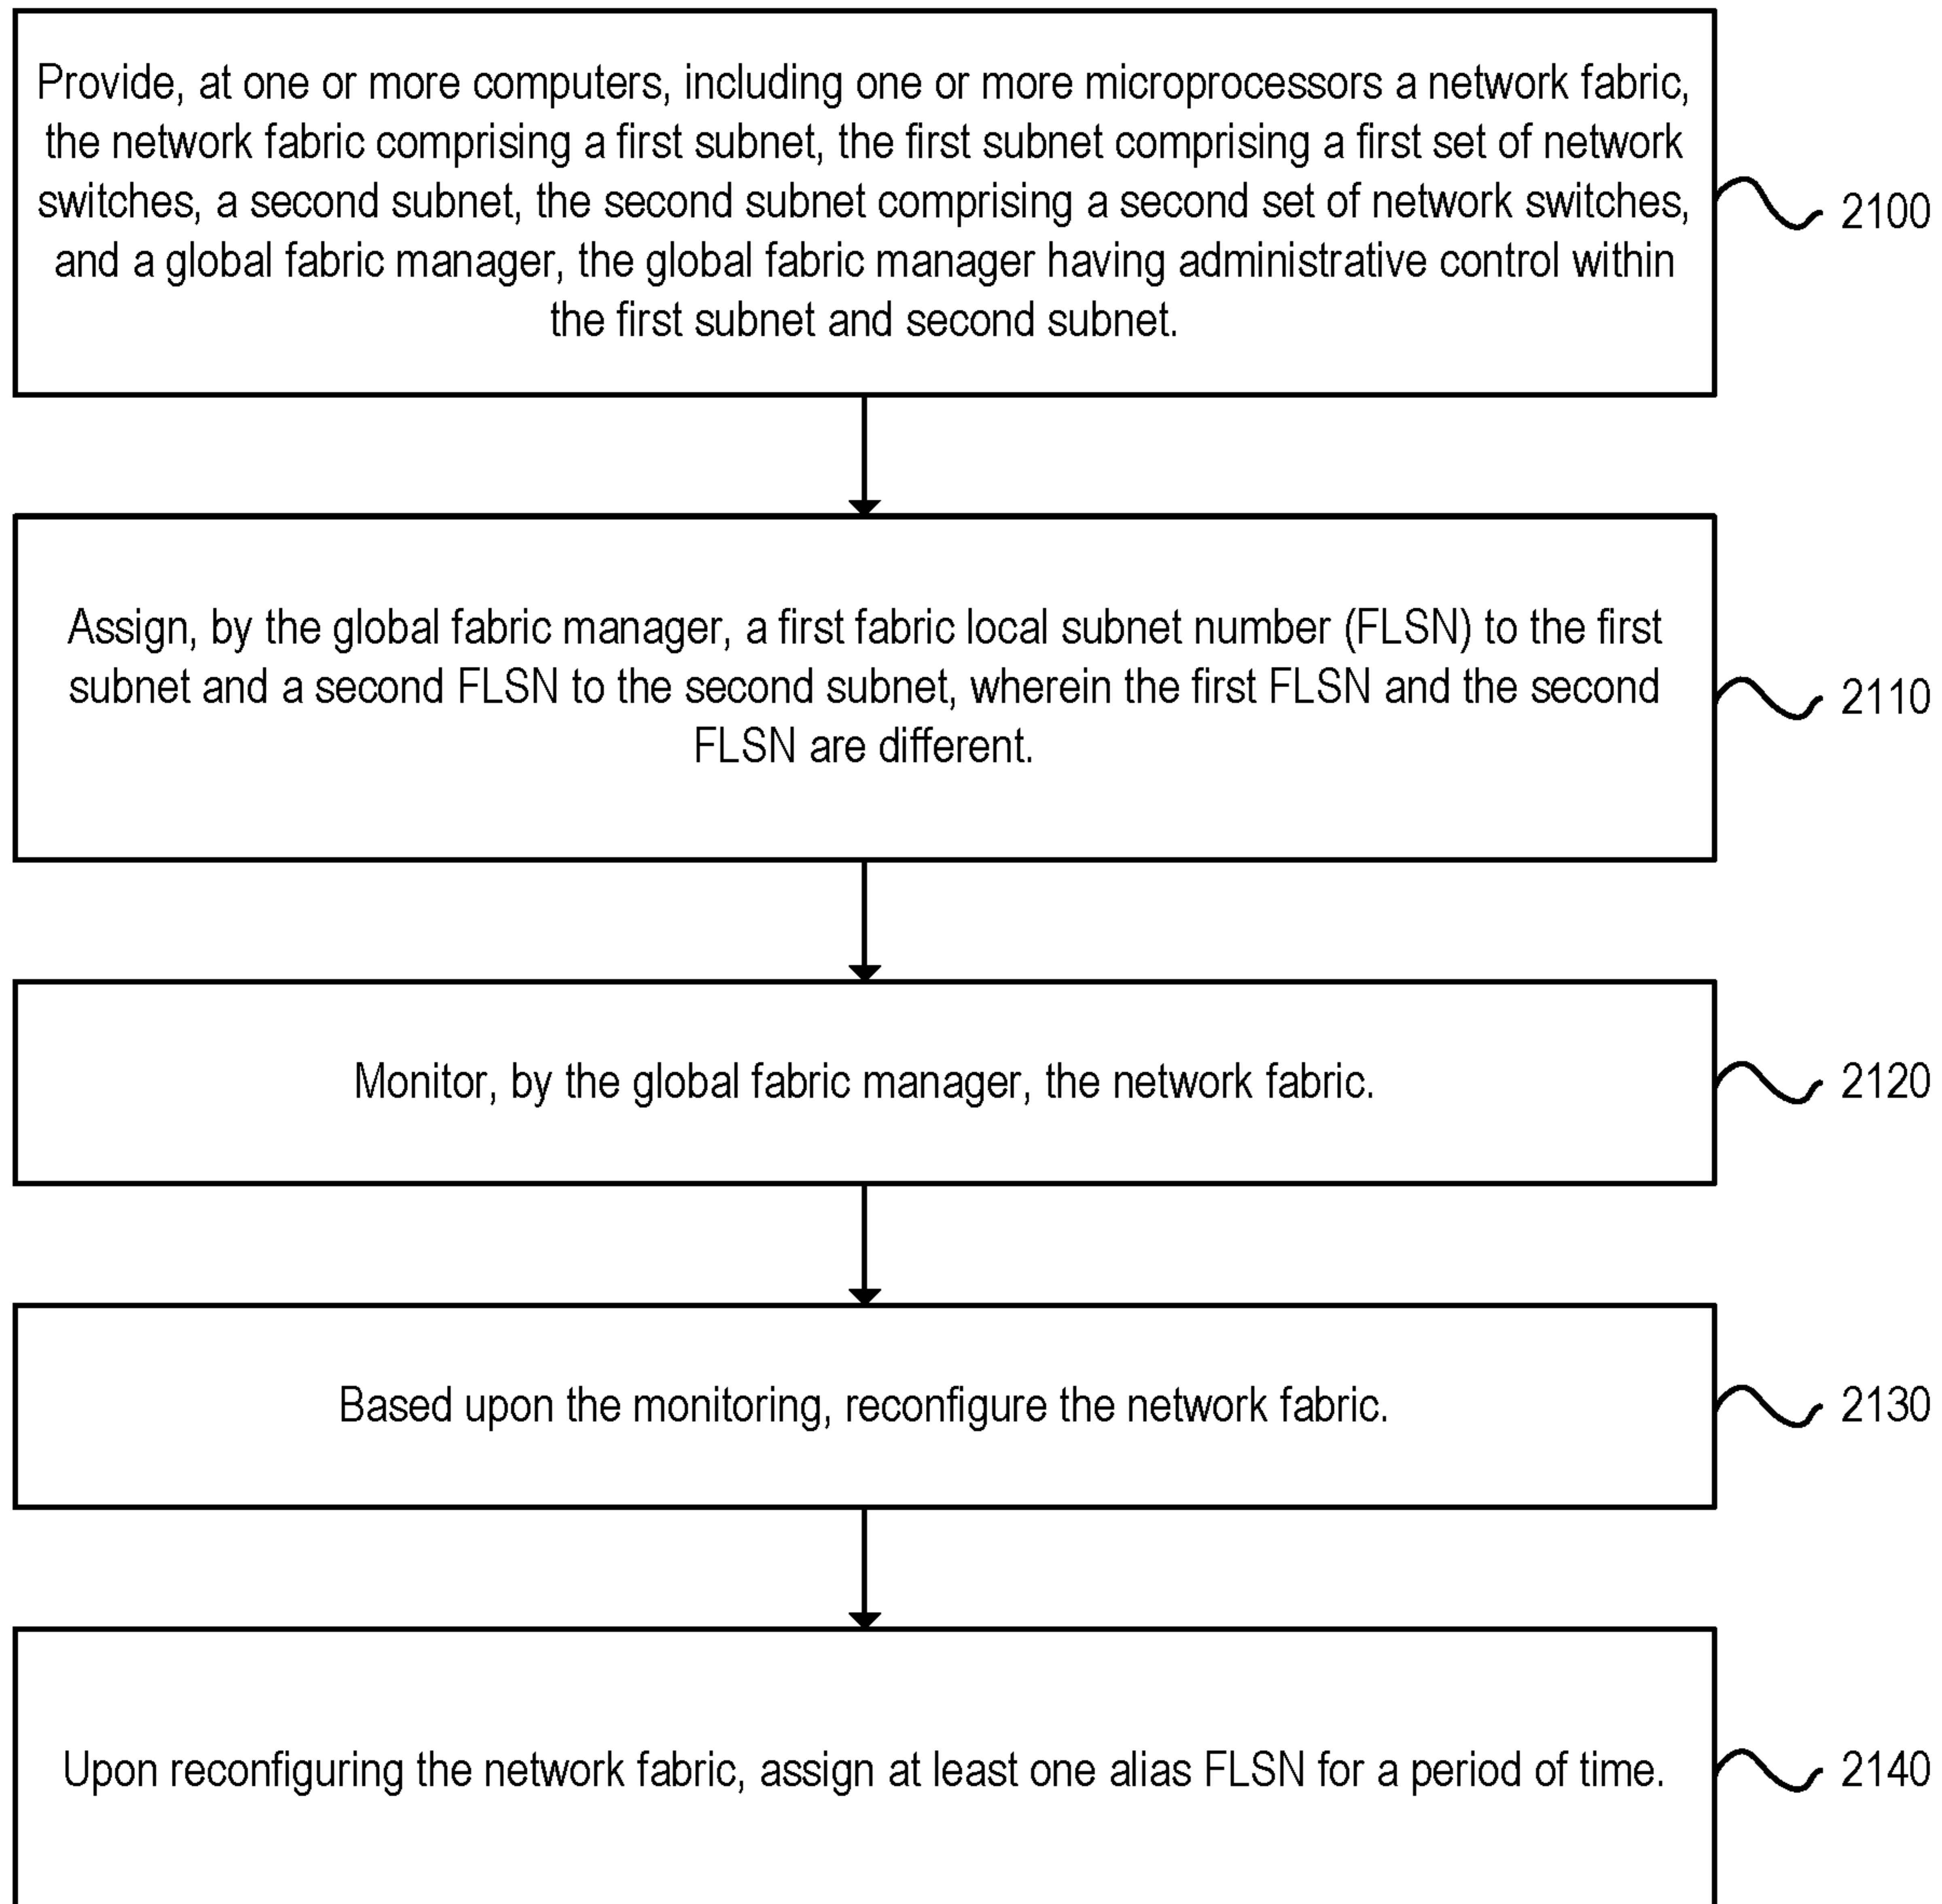 Provide, at one or more computers, including one or more microprocessors a network fabric,
the network fabric comprising a first subnet, the first subnet comprising a first set of network
switches, a second subnet, the second subnet comprising a second set of network switches,
and a global fabric manager, the global fabric manager having administrative control within
the first subnet and second subnet.
2100
Assign, by the global fabric manager, a first fabric local subnet number (FLSN) to the first
subnet and a second FLSN to the second subnet, wherein the first FLSN and the second
FLSN are different.
2110
Monitor, by the global fabric manager, the network fabric.
2120
Based upon the monitoring, reconfigure the network fabric.
2130
Upon reconfiguring the network fabric, assign at least one alias FLSN for a period of time.
2140